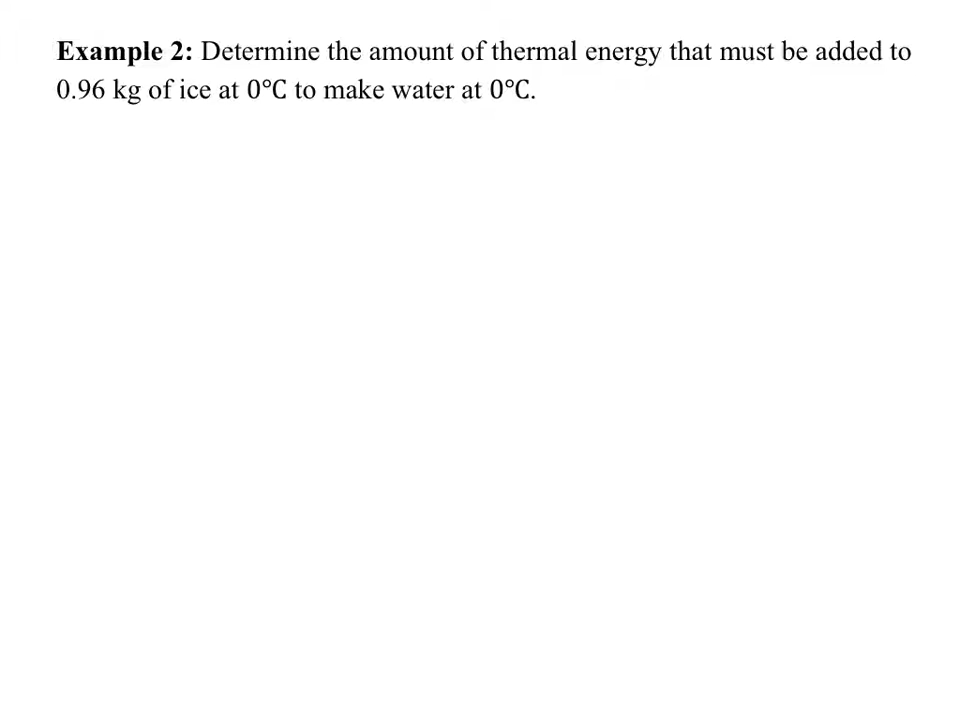 Example 2: Determine the amount of thermal energy that must be added to
0.96 kg of ice at 0°C to make water at 0°C.